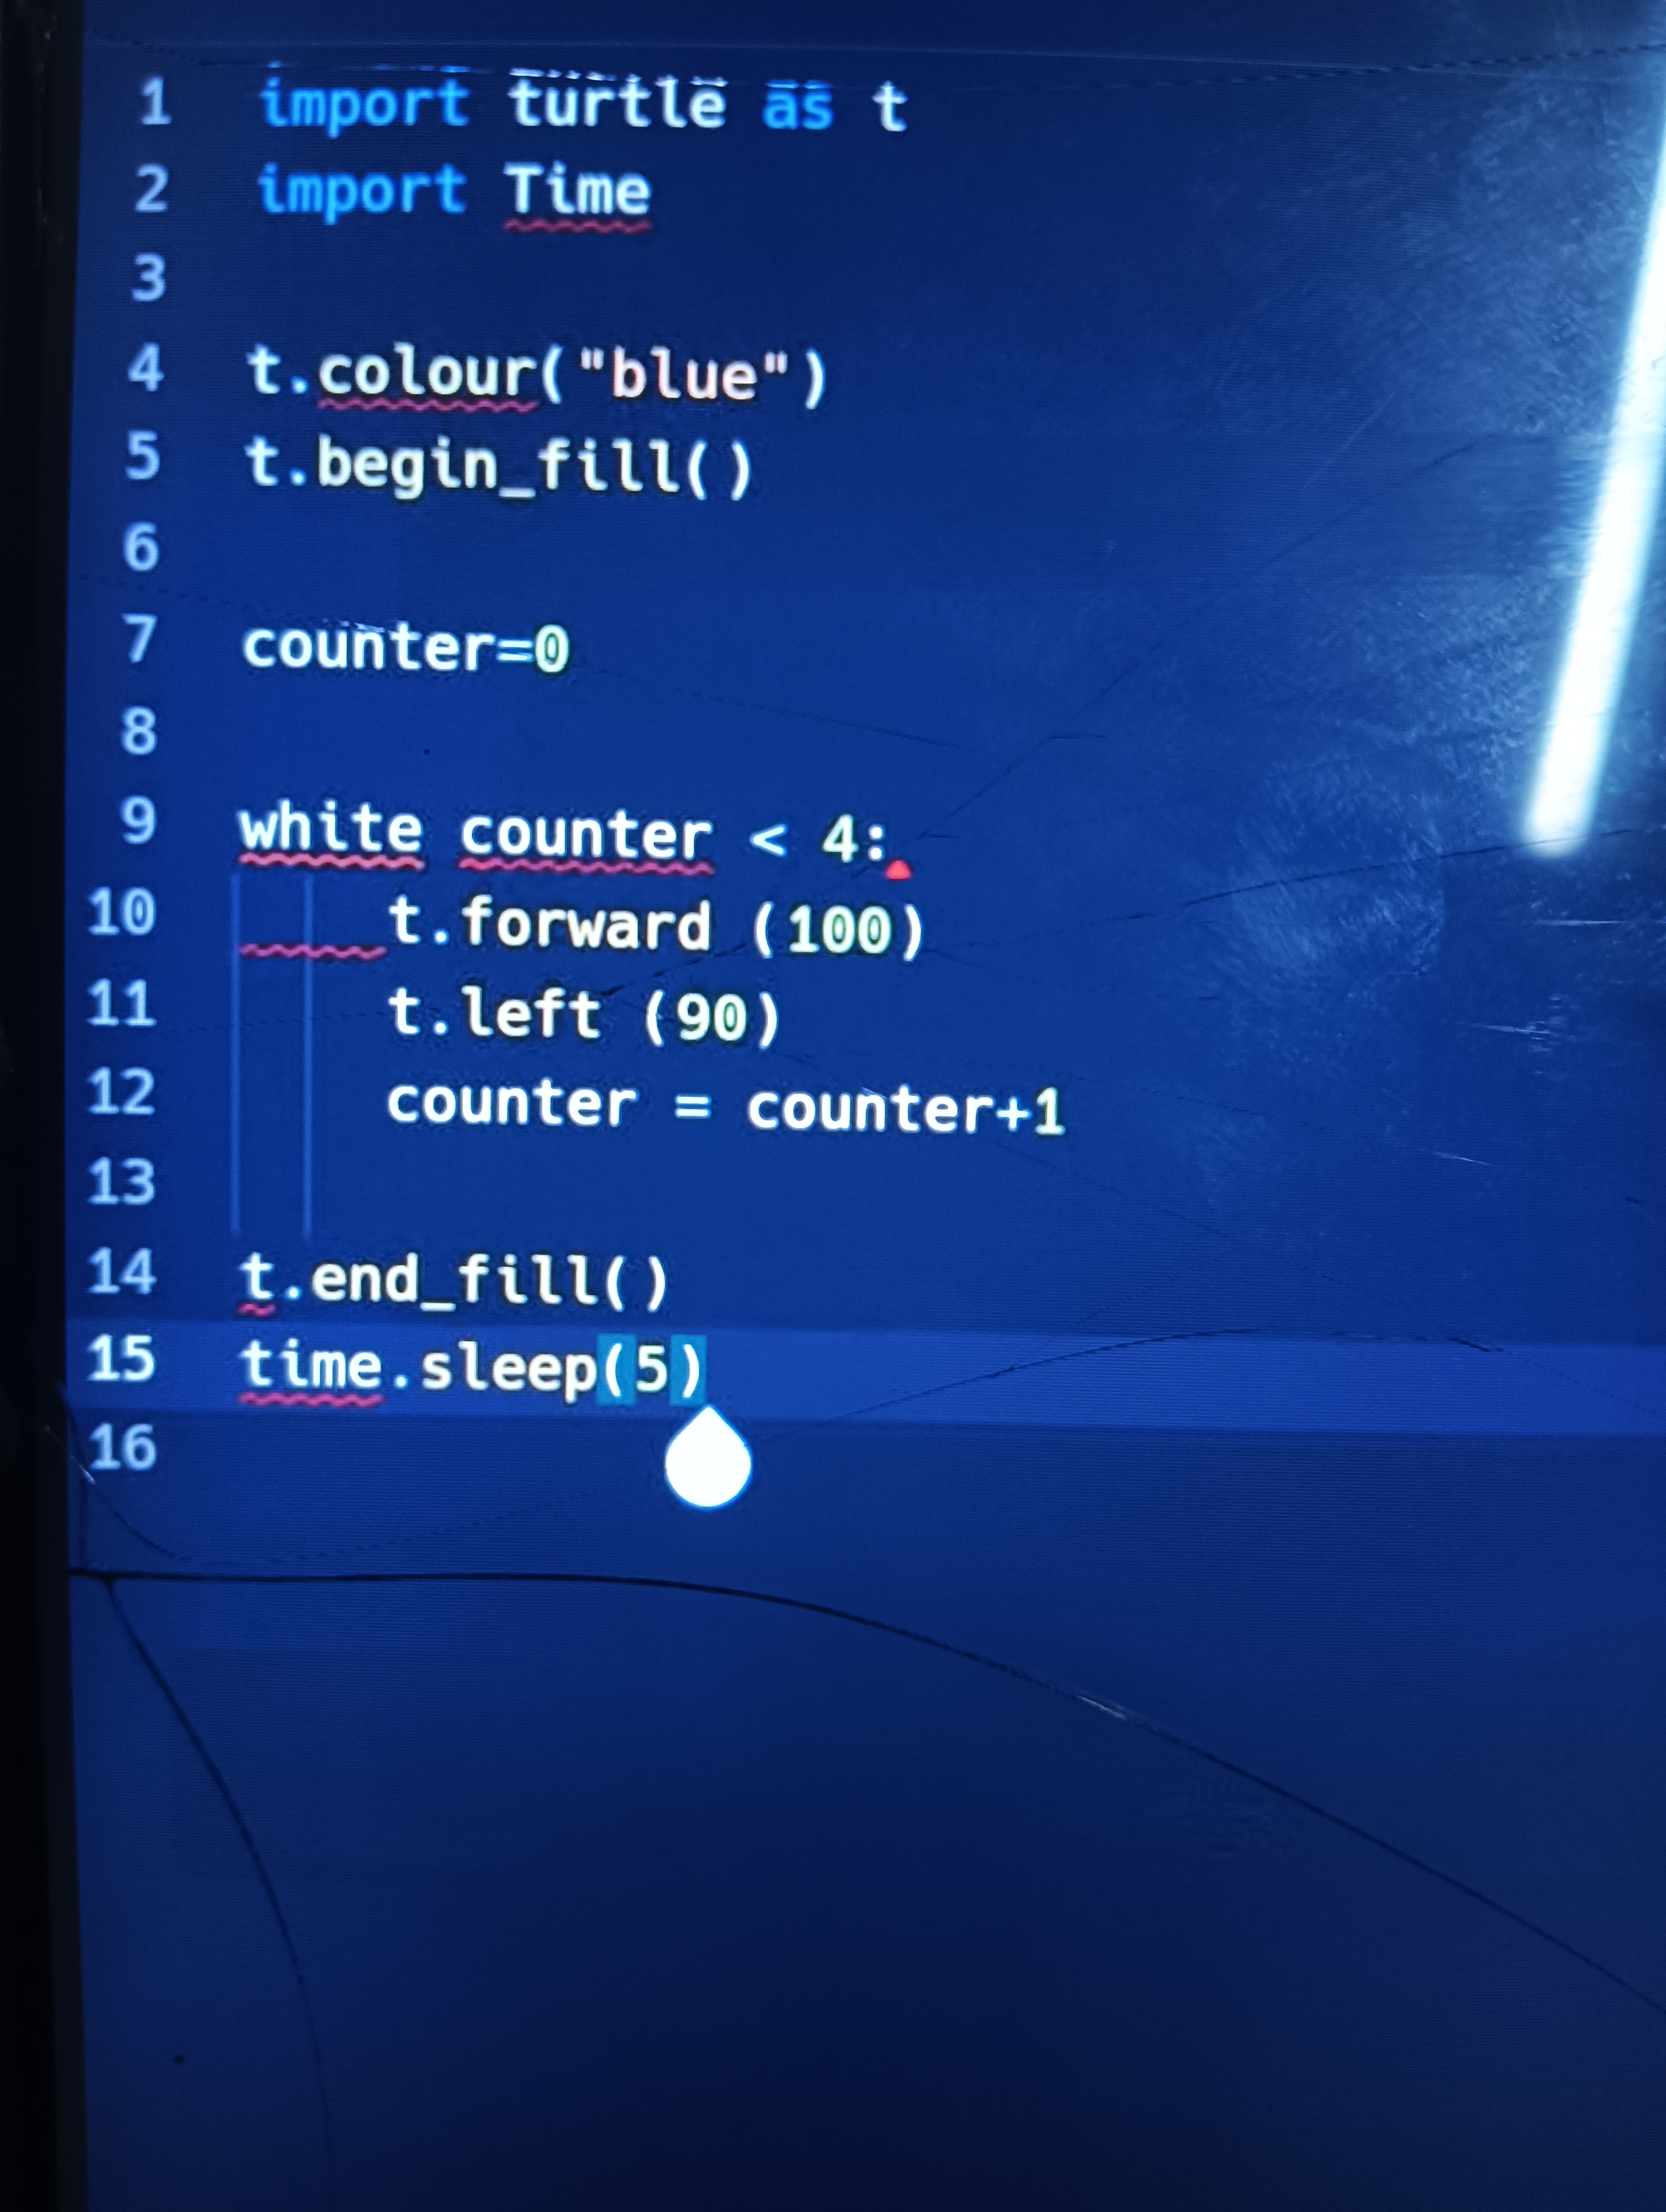 1 import turtle as t
2 import Time
3
4 t.colour("blue")
5 t.begin_fill()
6
7 counter=0
8
9 white counter < 4:
10 t.forward (100)
11 t.left (90)
12 counter = counter+1
13
14 t.end_fill()
15 time.sleep(5)
16